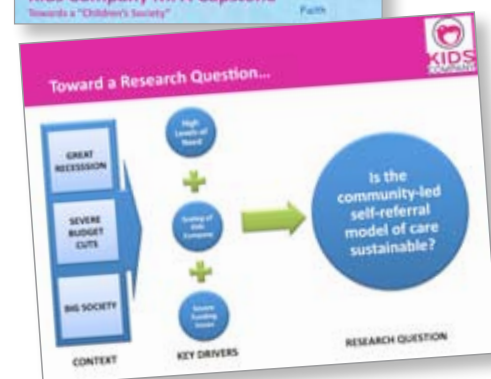 Kids Company MPA Capstone
Towards a "Children's Society"
Faith
Toward a Research Question...
KIDS
COMPANY
GREAT
RECESSSION
SEVERE
BUDGET
CUTS
BIG SOCIETY
CONTEXT
High
Levels of
Need
Scaling of
Kids
Company
Severe
Funding
Issues
KEY DRIVERS
Is the
community-led
self-referral
model of care
sustainable?
RESEARCH QUESTION